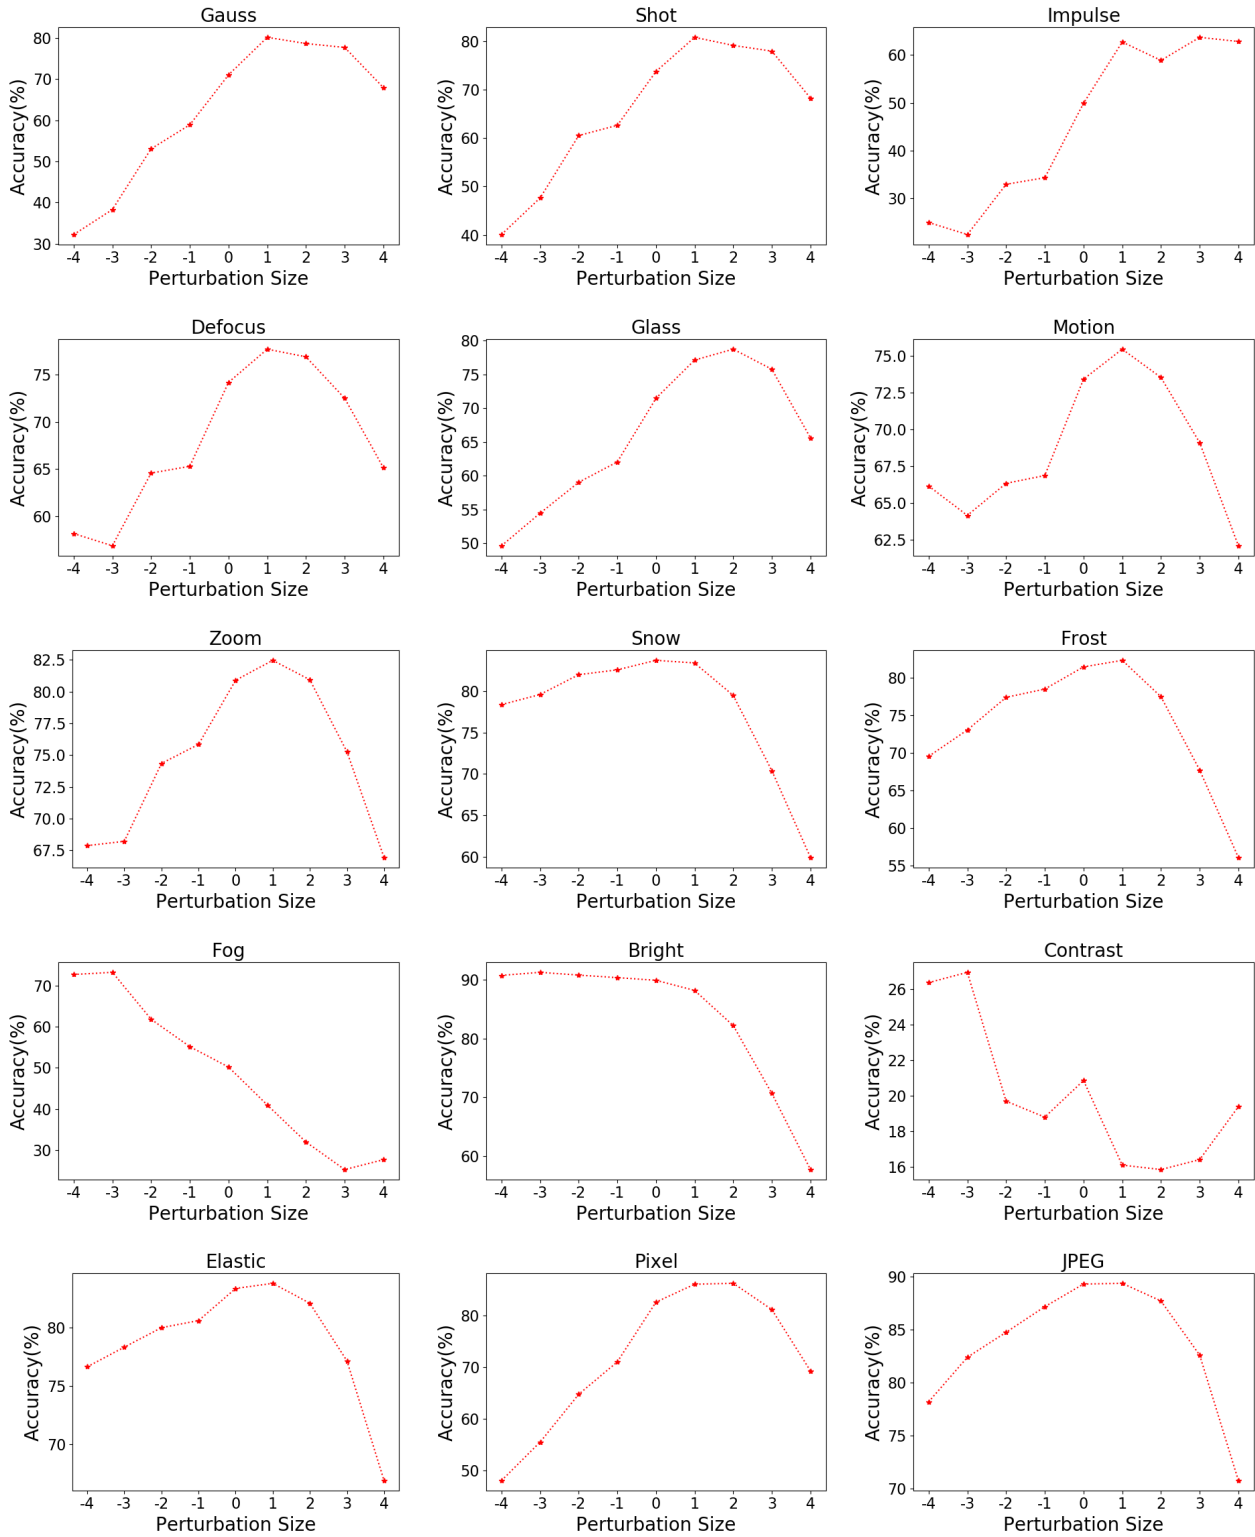 Gauss
Accuracy(%)
80
70
60
50
40
30
-4 -3 -2 -1 0 1 2 3 4
Perturbation Size
Shot
Accuracy(%)
80
70
60
50
40
-4 -3 -2 -1 0 1 2 3 4
Perturbation Size
Impulse
Accuracy(%)
60
50
40
30
-4 -3 -2 -1 0 1 2 3 4
Perturbation Size
Defocus
Accuracy(%)
75
70
65
60
-4 -3 -2 -1 0 1 2 3 4
Perturbation Size
Glass
Accuracy(%)
80
75
70
65
60
55
50
-4 -3 -2 -1 0 1 2 3 4
Perturbation Size
Motion
Accuracy(%)
75.0
72.5
70.0
67.5
65.0
62.5
-4 -3 -2 -1 0 1 2 3 4
Perturbation Size
Zoom
Accuracy(%)
82.5
80.0
77.5
75.0
72.5
70.0
67.5
-4 -3 -2 -1 0 1 2 3 4
Perturbation Size
Snow
Accuracy(%)
80
75
70
65
60
-4 -3 -2 -1 0 1 2 3 4
Perturbation Size
Frost
Accuracy(%)
80
75
70
65
60
55
-4 -3 -2 -1 0 1 2 3 4
Perturbation Size
Fog
Accuracy(%)
70
60
50
40
30
-4 -3 -2 -1 0 1 2 3 4
Perturbation Size
Bright
Accuracy(%)
90
80
70
60
-4 -3 -2 -1 0 1 2 3 4
Perturbation Size
Contrast
Accuracy(%)
26
24
22
20
18
16
-4 -3 -2 -1 0 1 2 3 4
Perturbation Size
Elastic
Accuracy(%)
80
75
70
-4 -3 -2 -1 0 1 2 3 4
Perturbation Size
Pixel
Accuracy(%)
80
70
60
50
-4 -3 -2 -1 0 1 2 3 4
Perturbation Size
JPEG
Accuracy(%)
90
85
80
75
70
-4 -3 -2 -1 0 1 2 3 4
Perturbation Size